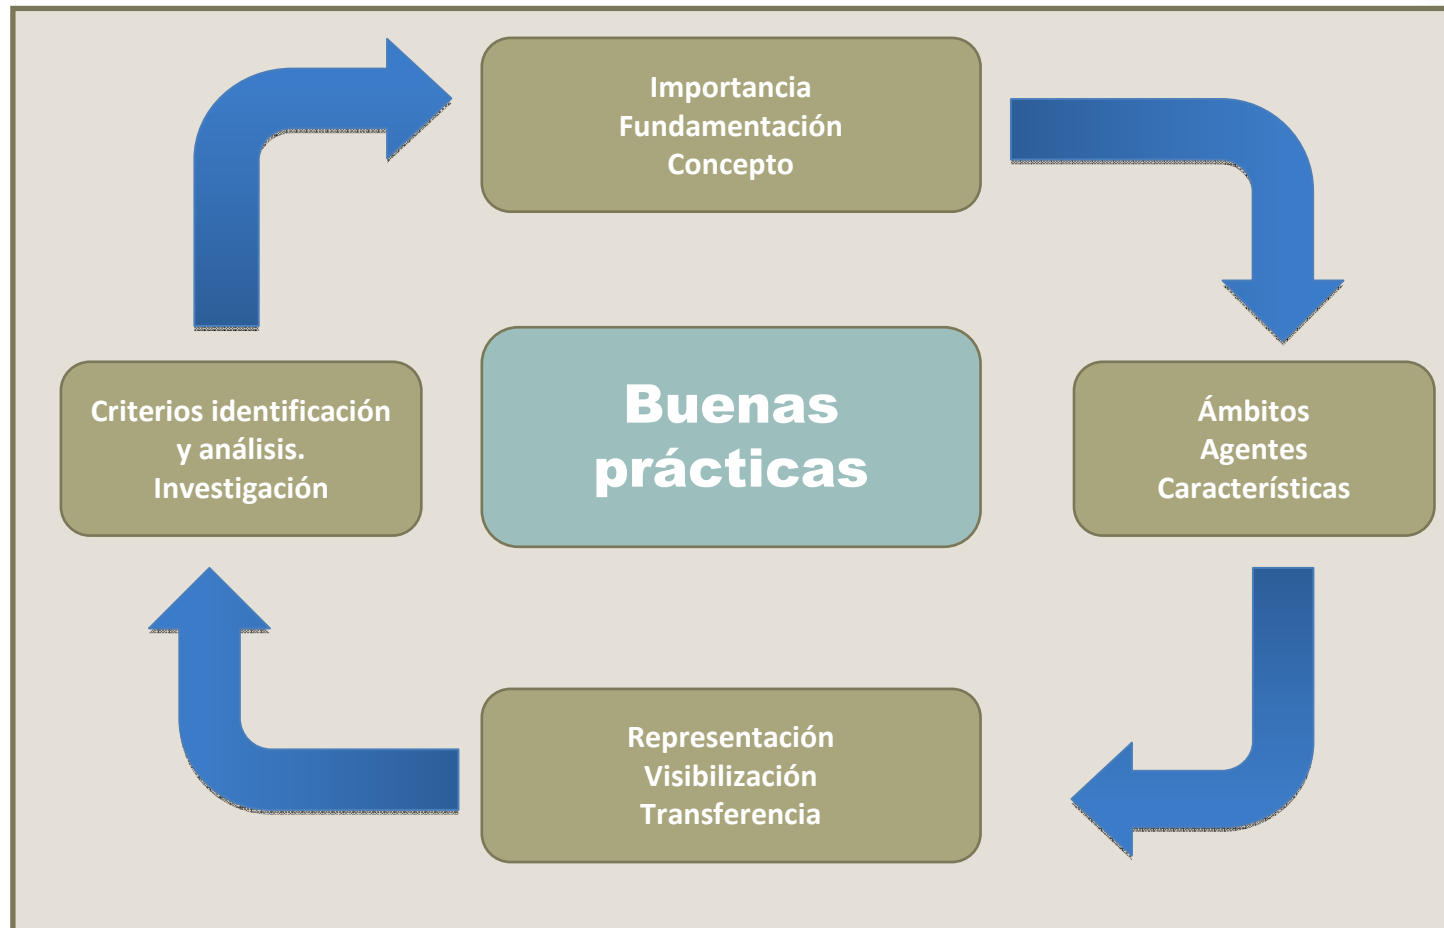 Importancia
Fundamentación
Concepto
Criterios identificación
y análisis.
Investigación
Buenas
prácticas
Ámbitos
Agentes
Características
Representación
Visibilización
Transferencia